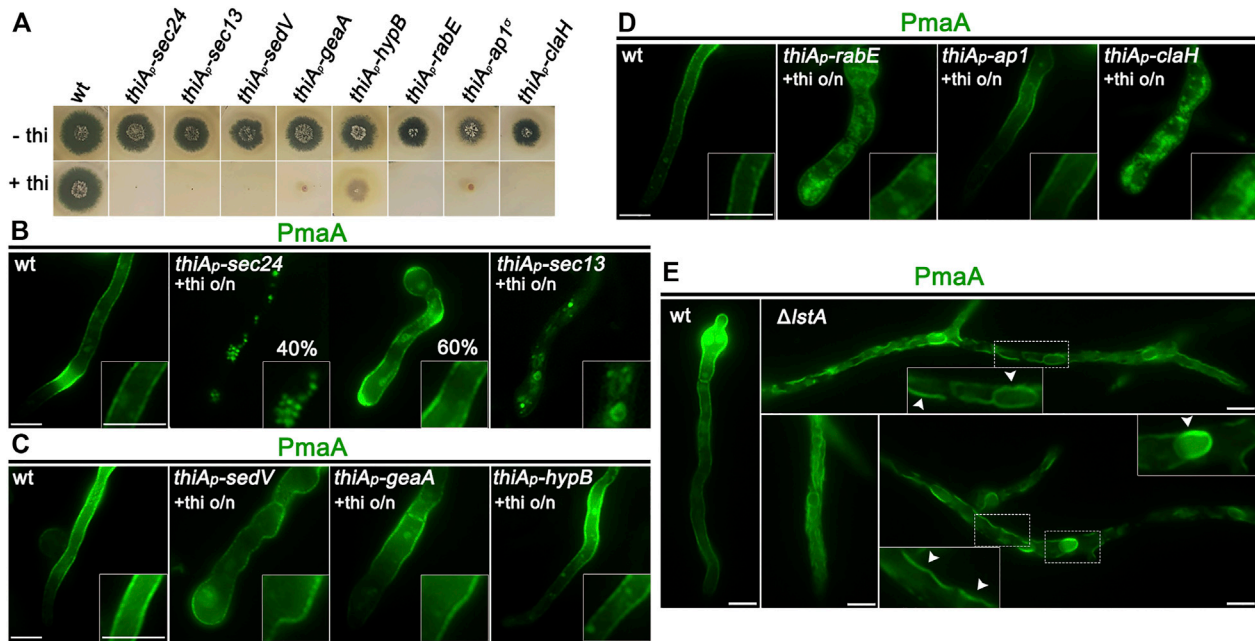 A
wt
thiAp-sec24
thiAp-sec13
thiAp-sedV
thiAp-geaA
thiAp-hypB
thiAp-rabE
thiAp-ap1σ
thiAp-claH
- thi
+ thi
B
PmaA
wt
thiAp-sec24
+thi o/n
40%
60%
thiAp-sec13
+thi o/n
C
PmaA
wt
thiAp-sedV
+thi o/n
thiAp-geaA
+thi o/n
thiAp-hypB
+thi o/n
D
PmaA
wt
thiAp-rabE
+thi o/n
thiAp-ap1
+thi o/n
thiAp-claH
+thi o/n
E
PmaA
wt
ΔlstA